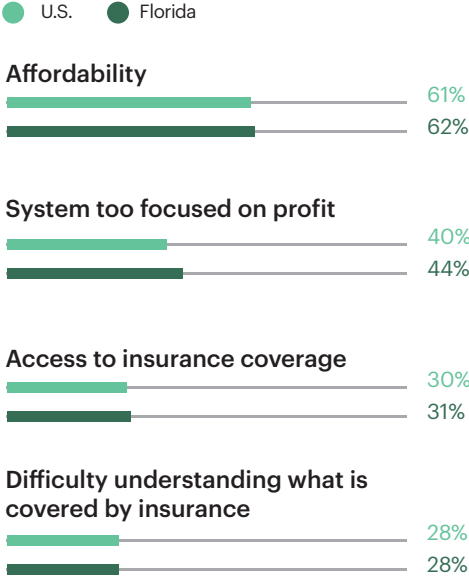 U.S. Florida
Affordability
61%
62%
System too focused on profit
40%
44%
Access to insurance coverage
30%
31%
Difficulty understanding what is
covered by insurance
28%
28%